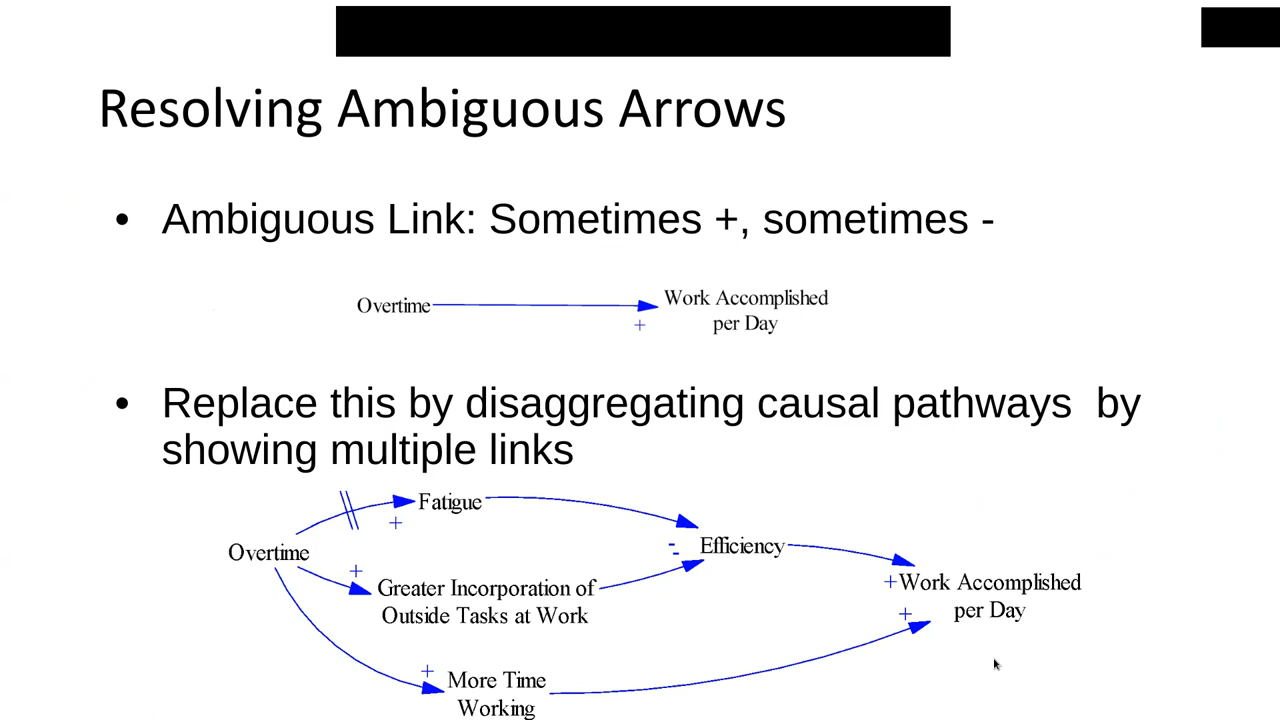 Resolving Ambiguous Arrows
• Ambiguous Link: Sometimes +, sometimes -
Overtime
+
Work Accomplished
per Day
• Replace this by disaggregating causal pathways  by
showing multiple links
Overtime
+
Fatigue
+
Greater Incorporation of
Outside Tasks at Work
+
More Time
Working
-
-
Efficiency
+
+
Work Accomplished
per Day